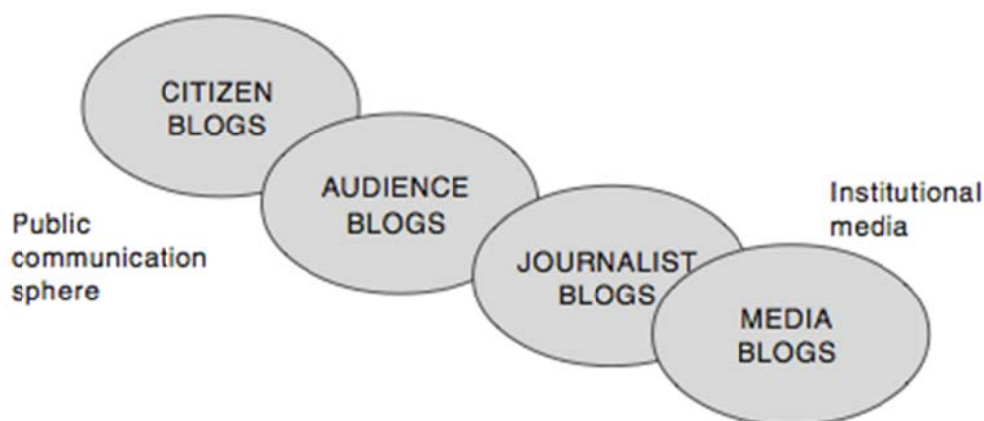 CITIZEN
BLOGS
AUDIENCE
BLOGS
Public
communication
sphere
JOURNALIST
BLOGS
Institutional
media
MEDIA
BLOGS